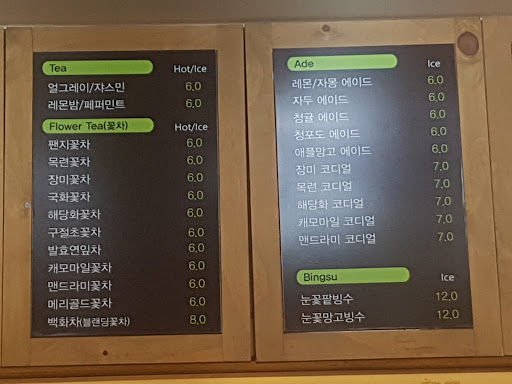 Tea Hot/Ice
얼그레이/쟈스민 6.0
레몬밤/페퍼민트 6.0
Flower Tea(꽃차) Hot/Ice
팬지꽃차 6.0
목련꽃차 6.0
장미꽃차 6.0
국화꽃차 6.0
해당화꽃차 6.0
구절초꽃차 6.0
발효연잎차 6.0
캐모마일꽃차 6.0
맨드라미꽃차 6.0
메리골드꽃차 6.0
백화차(블랜딩꽃차) 8.0
Ade Ice
레몬/자몽 에이드 6.0
자두 에이드 6.0
청귤 에이드 6.0
청포도 에이드 6.0
애플망고 에이드 6.0
장미 코디얼 7.0
목련 코디얼 7.0
해당화 코디얼 7.0
캐모마일 코디얼 7.0
맨드라미 코디얼 7.0
Bingsu Ice
눈꽃팥빙수 12.0
눈꽃망고빙수 12.0